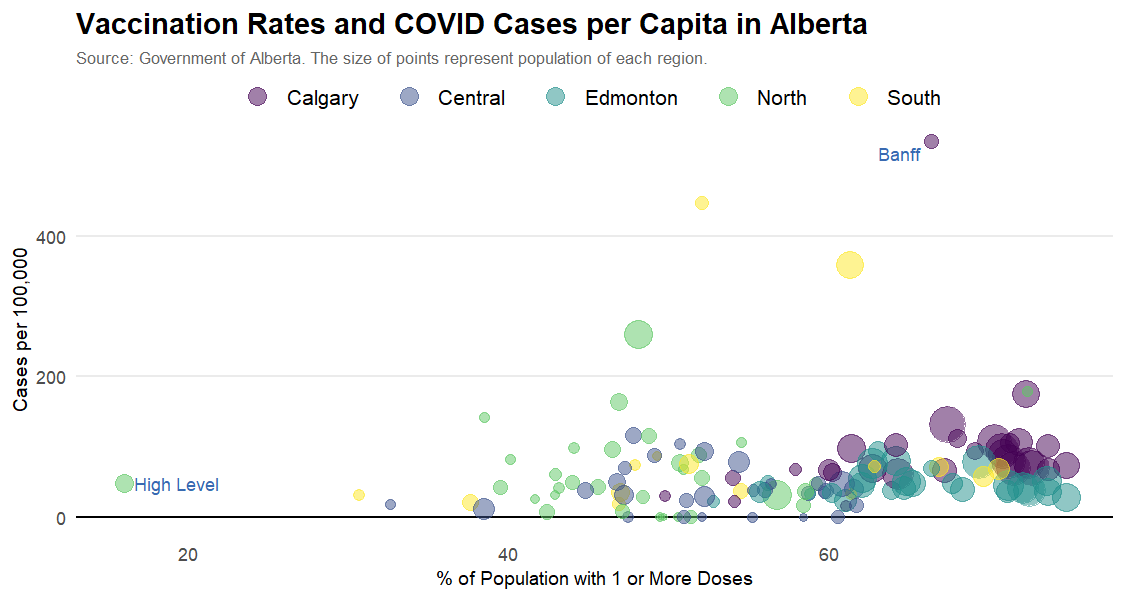 Vaccination Rates and COVID Cases per Capita in Alberta
Source: Government of Alberta. The size of points represent population of each region.
Calgary Central Edmonton North South
Banff
400
Cases per 100,000
200
High Level
0
20 40 60
% of Population with 1 or More Doses